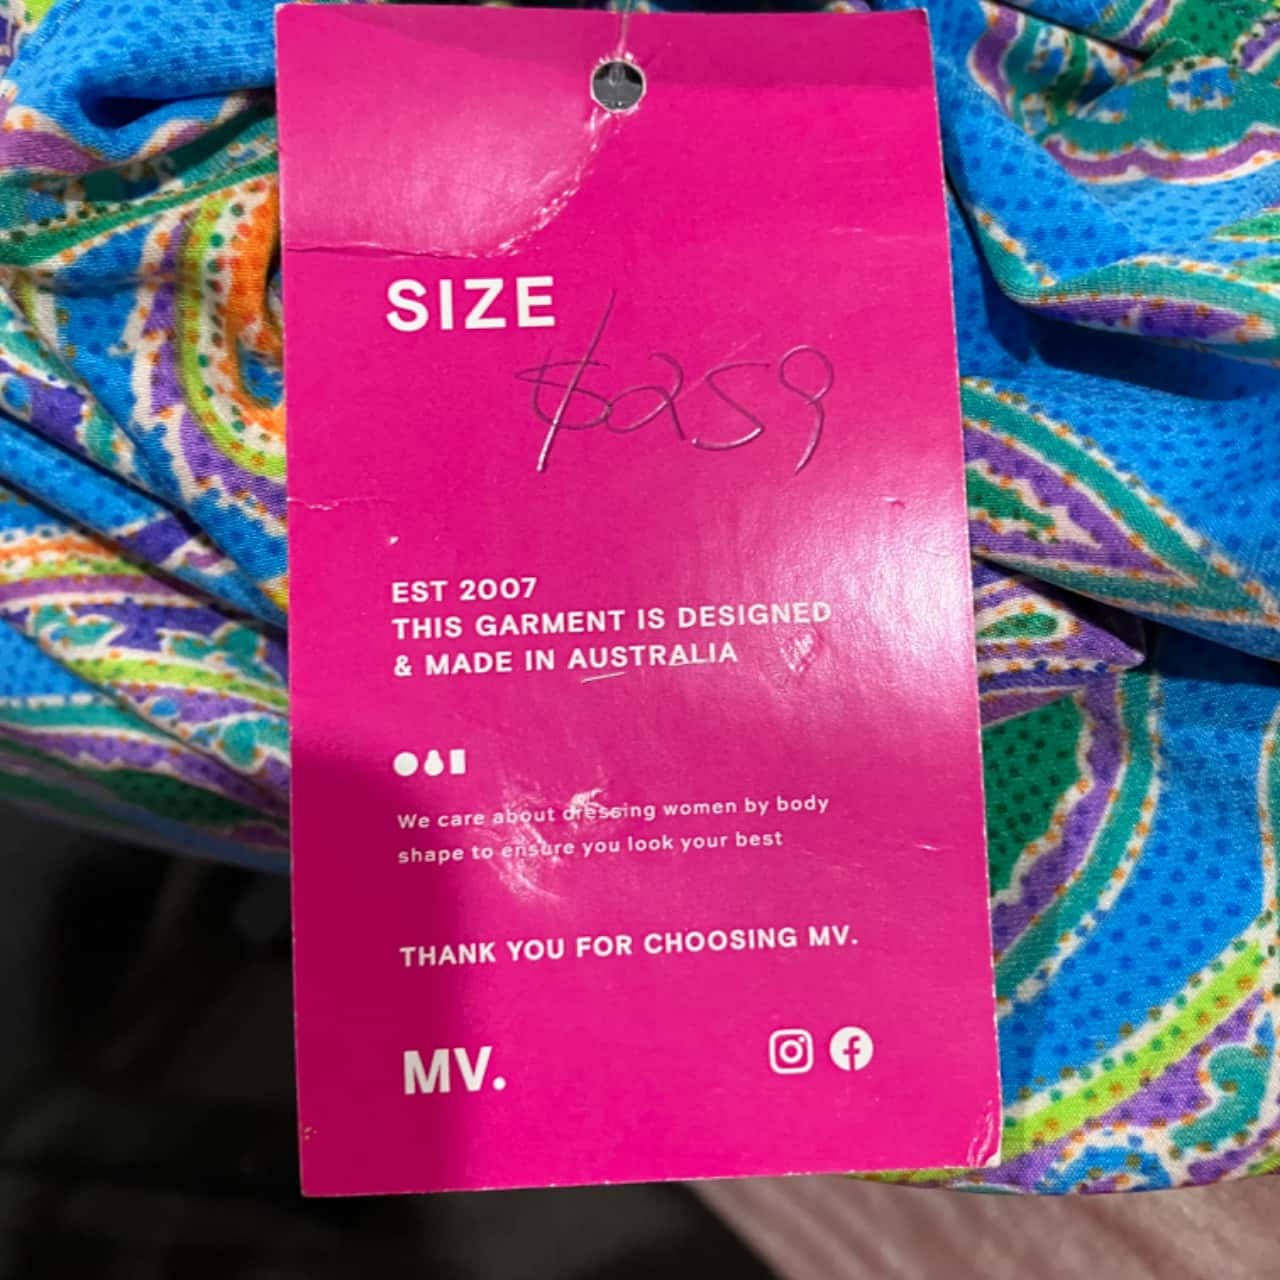 SIZE
$259
EST 2007
THIS GARMENT IS DESIGNED
& MADE IN AUSTRALIA
We care about dressing women by body
shape to ensure you look your best
THANK YOU FOR CHOOSING MV.
MV.